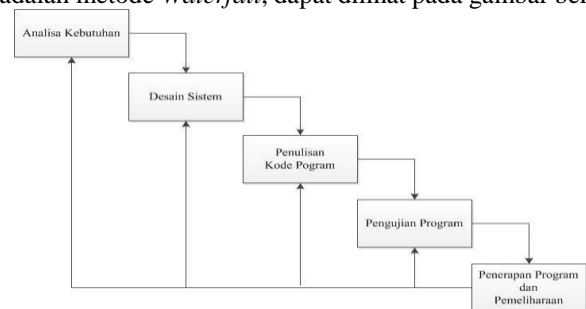 adalah metode Waterfall, dapat dilihat pada gambar ber
Analisa Kebutuhan
Desain Sistem
Penulisan
Kode Pogram
Pengujian Program
Penerapan Program
dan
Pemeliharaan